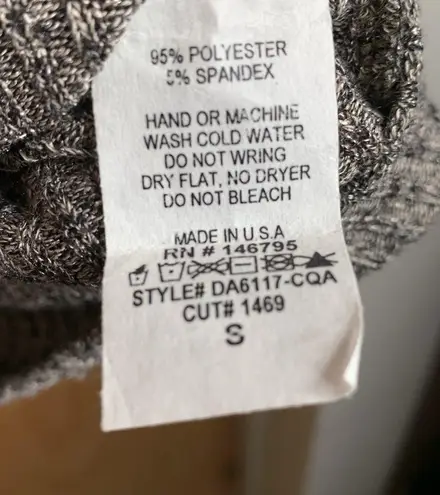 95% POLYESTER
5% SPANDEX
HAND OR MACHINE
WASH COLD WATER
DO NOT WRING
DRY FLAT, NO DRYER
DO NOT BLEACH
MADE IN U.S.A
RN # 146795
STYLE# DA6117-CQA
CUT# 1469
S